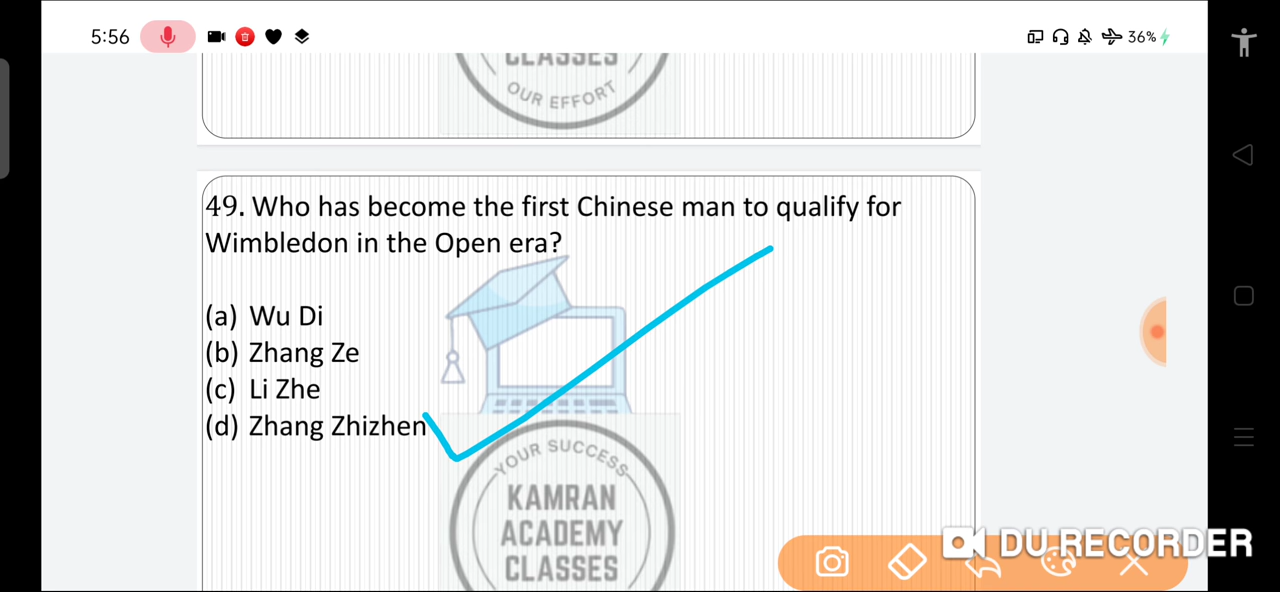 5:56
36%
CLASSES
OUR EFFORT
49. Who has become the first Chinese man to qualify for
Wimbledon in the Open era?
(a) Wu Di
(b) Zhang Ze
(c) Li Zhe
(d) Zhang Zhizhen
YOUR SUCCESS
KAMRAN
ACADEMY
CLASSES
DU RECORDER